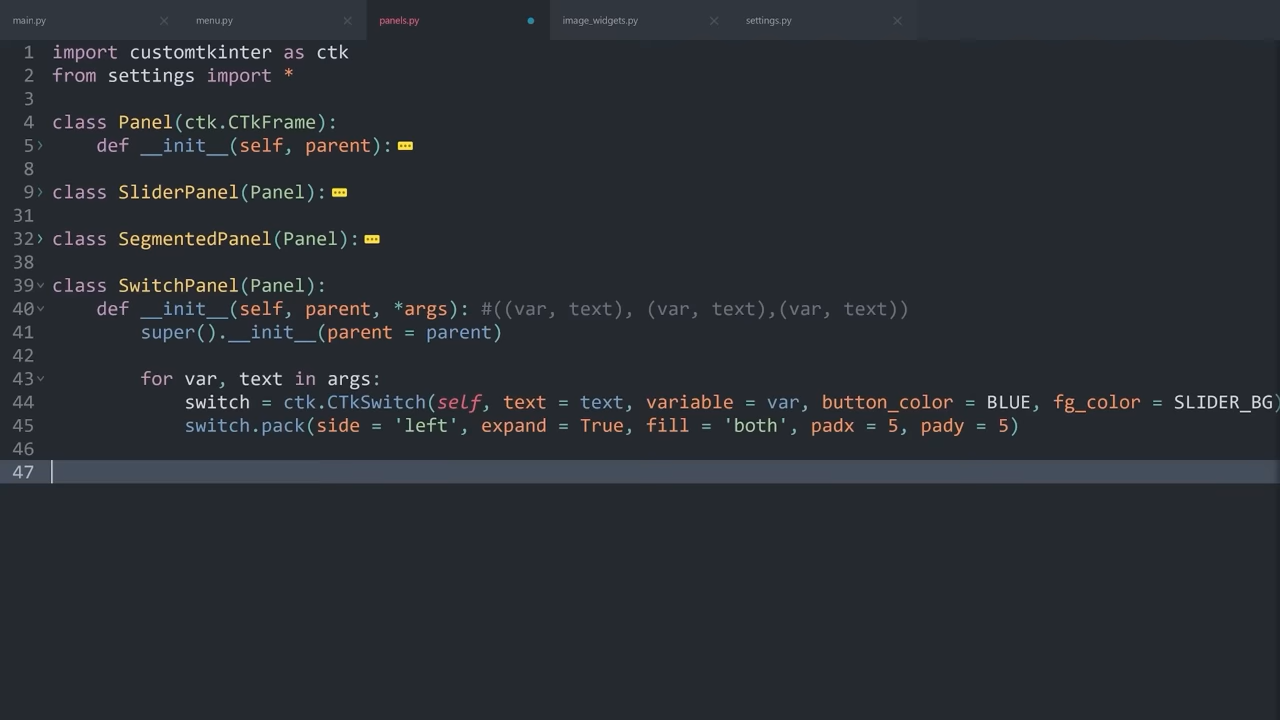 main.py menu.py panels.py image_widgets.py settings.py
1 import customtkinter as ctk
2 from settings import *
3
4 class Panel(ctk.CTkFrame):
5 def __init__(self, parent):
8
9 class SliderPanel(Panel):
31
32 class SegmentedPanel(Panel):
38
39 class SwitchPanel(Panel):
40 def __init__(self, parent, *args): #((var, text), (var, text),(var, text))
41 super().__init__(parent = parent)
42
43 for var, text in args:
44 switch = ctk.CTkSwitch(self, text = text, variable = var, button_color = BLUE, fg_color = SLIDER_BG)
45 switch.pack(side = 'left', expand = True, fill = 'both', padx = 5, pady = 5)
46
47